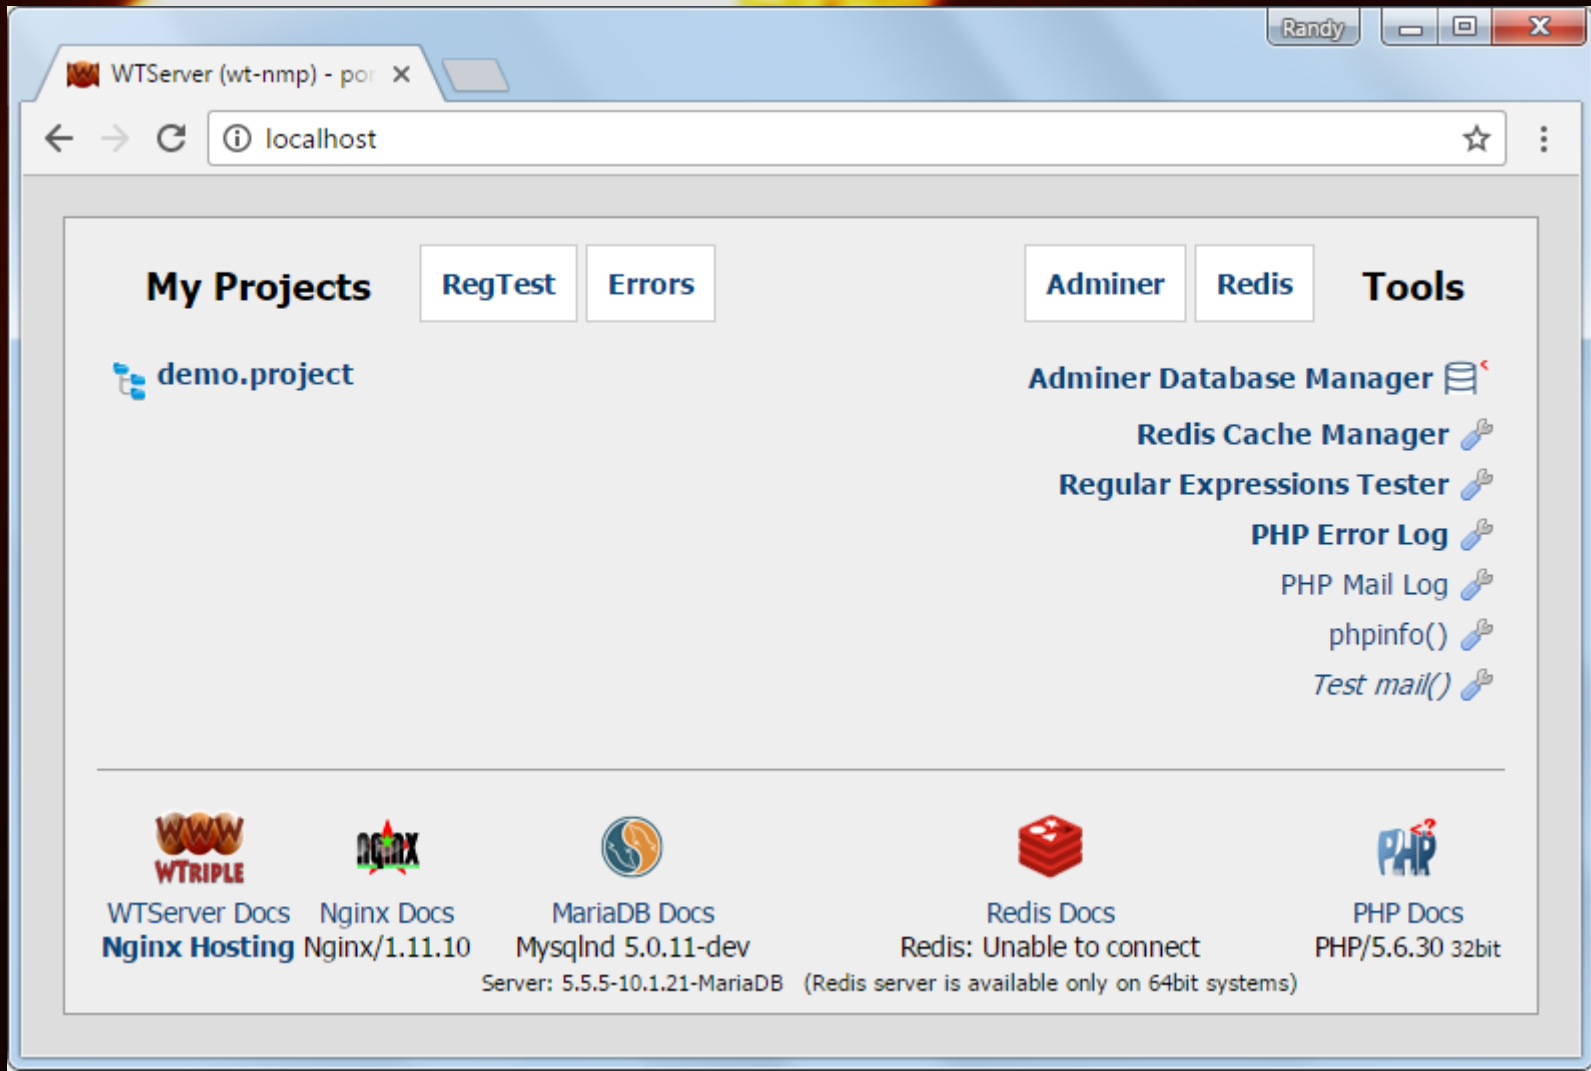 Randy
WTServer (wt-nmp) - por
localhost
My Projects
RegTest
Errors
Adminer
Redis
Tools
demo.project
Adminer Database Manager
Redis Cache Manager
Regular Expressions Tester
PHP Error Log
PHP Mail Log
phpinfo()
Test mail()
WWW
WTRIPLE
nginx
PHP
<?
WTServer Docs
Nginx Docs
MariaDB Docs
Redis Docs
PHP Docs
Nginx Hosting
Nginx/1.11.10
Mysqlnd 5.0.11-dev
Redis: Unable to connect
PHP/5.6.30 32bit
Server: 5.5.5-10.1.21-MariaDB
(Redis server is available only on 64bit systems)